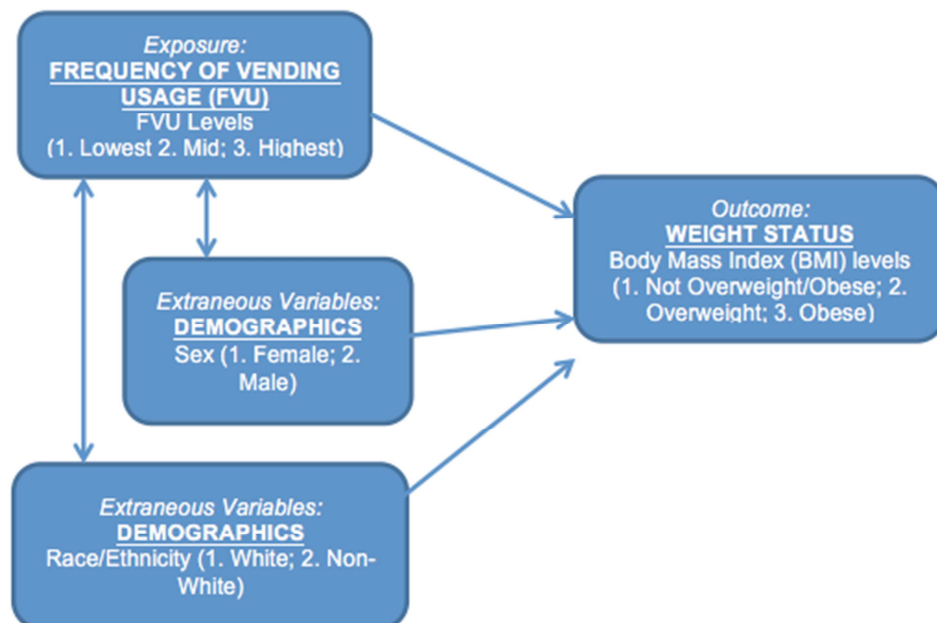 Exposure:
FREQUENCY OF VENDING
USAGE (FVU)
FVU Levels
(1. Lowest 2. Mid; 3. Highest)
Outcome:
WEIGHT STATUS
Body Mass Index (BMI) levels
(1. Not Overweight/Obese; 2.
Overweight; 3. Obese)
Extraneous Variables:
DEMOGRAPHICS
Sex (1. Female; 2.
Male)
Extraneous Variables:
DEMOGRAPHICS
Race/Ethnicity (1. White; 2. Non-
White)